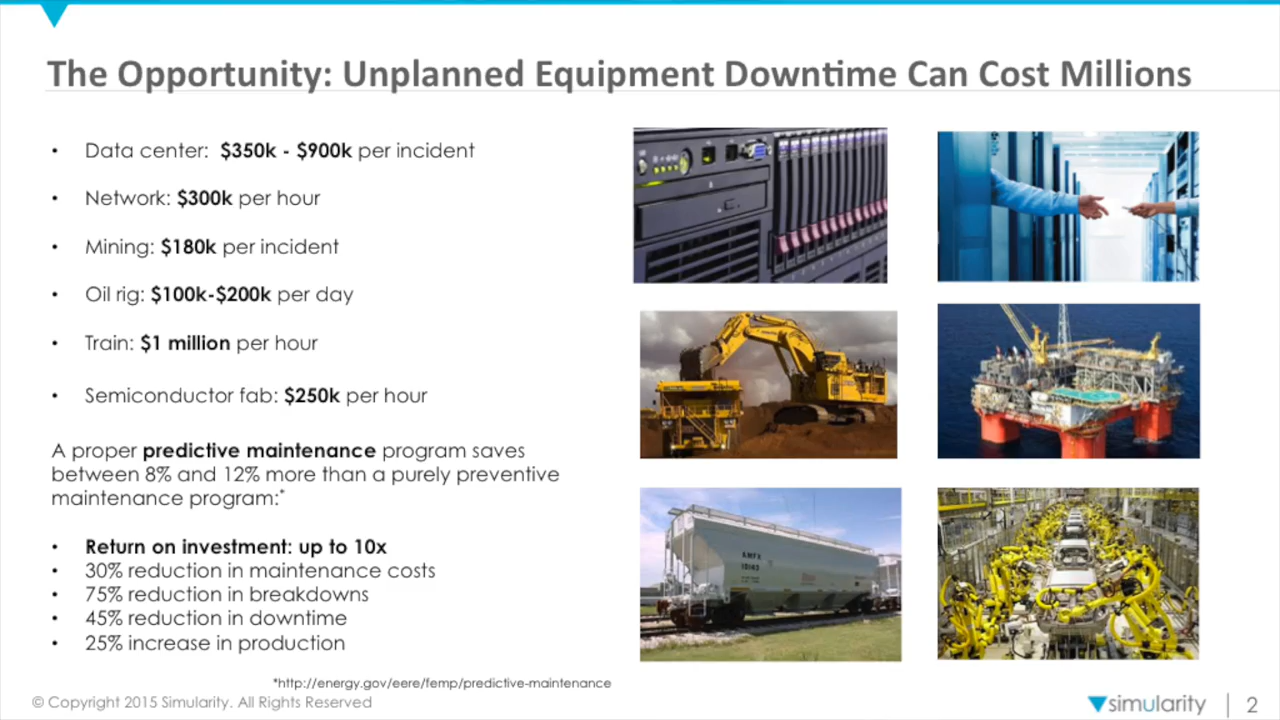 The Opportunity: Unplanned Equipment Downtime Can Cost Millions
• Data center: $350k - $900k per incident
• Network: $300k per hour
• Mining: $180k per incident
• Oil rig: $100k-$200k per day
• Train: $1 million per hour
• Semiconductor fab: $250k per hour
A proper predictive maintenance program saves
between 8% and 12% more than a purely preventive
maintenance program:*
• Return on investment: up to 10x
• 30% reduction in maintenance costs
• 75% reduction in breakdowns
• 45% reduction in downtime
• 25% increase in production
*http://energy.gov/eere/femp/predictive-maintenance
© Copyright 2015 Simularity. All Rights Reserved
simularity | 2